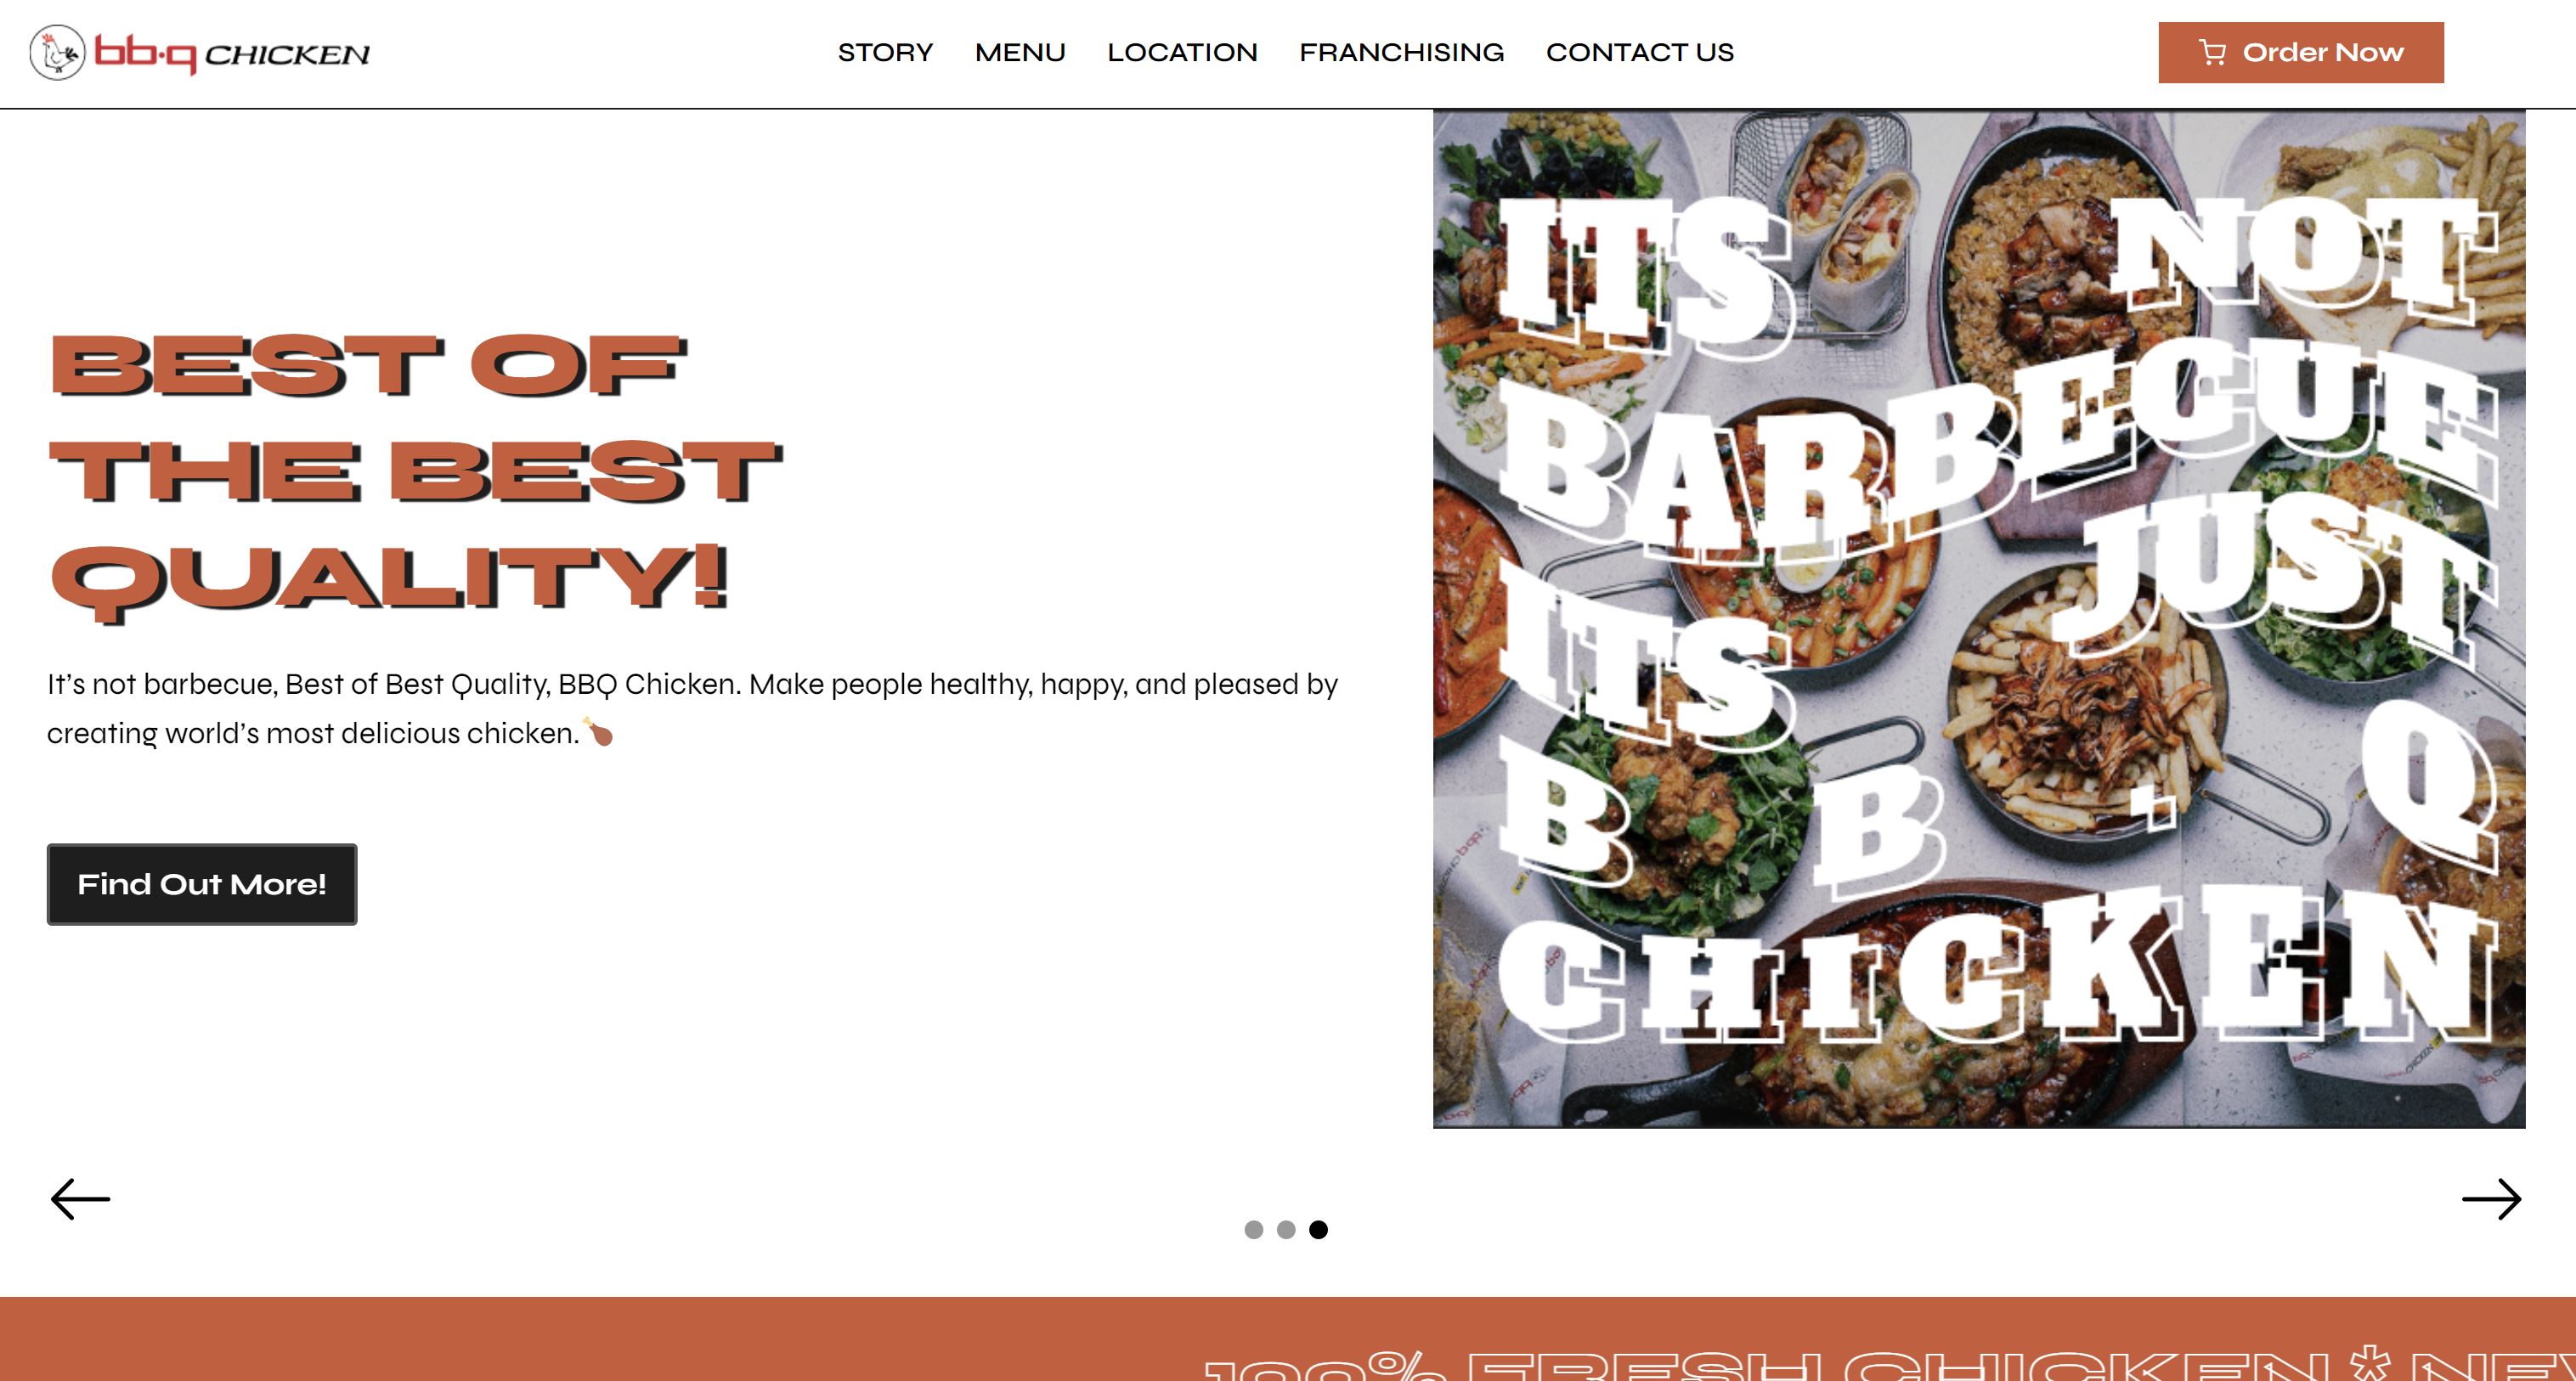 bb.q CHICKEN
STORY MENU LOCATION FRANCHISING CONTACT US
Order Now
BEST OF
THE BEST
QUALITY!
It’s not barbecue, Best of Best Quality, BBQ Chicken. Make people healthy, happy, and pleased by
creating world’s most delicious chicken.🍗
Find Out More!
ITS NOT
BARBECUE
ITS JUST
B B . Q
CHICKEN
100% FRESH CHICKEN *